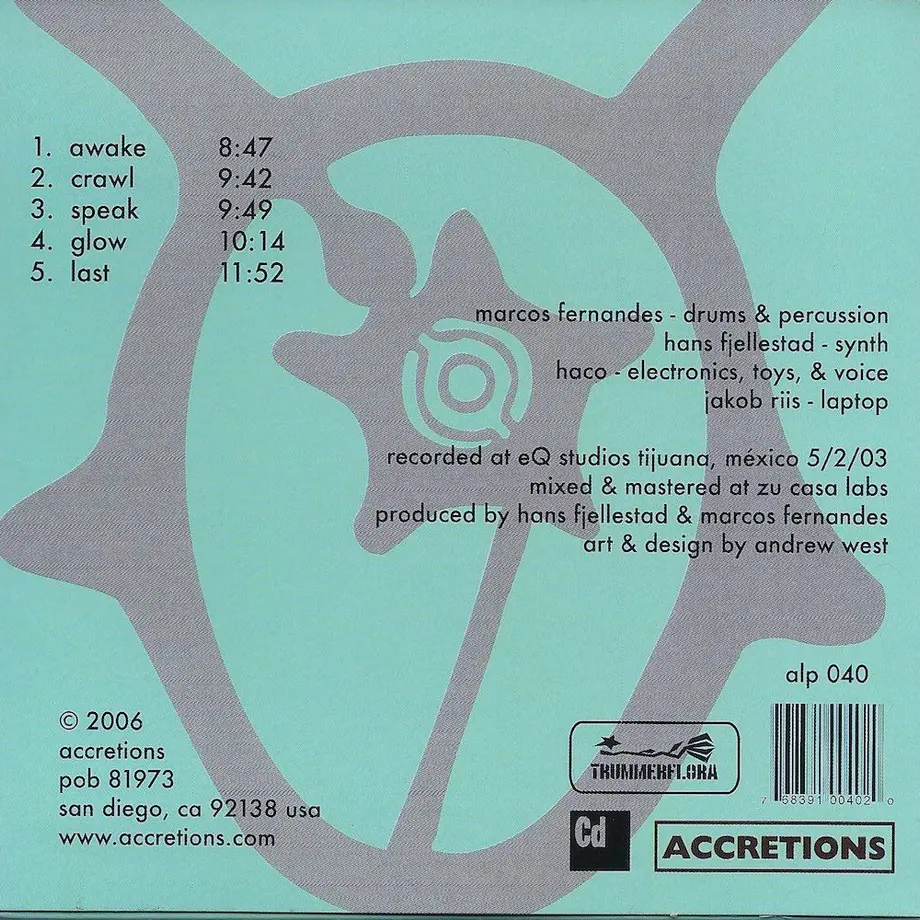 1. awake 8:47
2. crawl 9:42
3. speak 9:49
4. glow 10:14
5. last 11:52
marcos fernandes - drums & percussion
hans fjellestad - synth
haco - electronics, toys, & voice
jakob riis - laptop
recorded at eQ studios tijuana, méxico 5/2/03
mixed & mastered at zu casa labs
produced by hans fjellestad & marcos fernandes
art & design by andrew west
alp 040
© 2006
accretions
pob 81973
san diego, ca 92138 usa
www.accretions.com
TRUMMERFLORA
7 68391 00402 0
Cd
ACCRETIONS